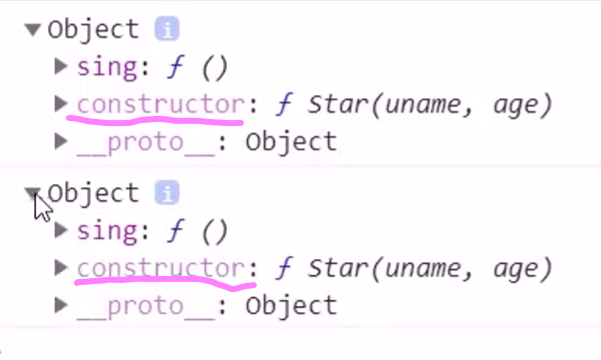 ▼Object i
▶ sing: ƒ ()
▶ constructor: ƒ Star(uname, age)
▶ __proto__: Object
▼Object i
▶ sing: ƒ ()
▶ constructor: ƒ Star(uname, age)
▶ __proto__: Object